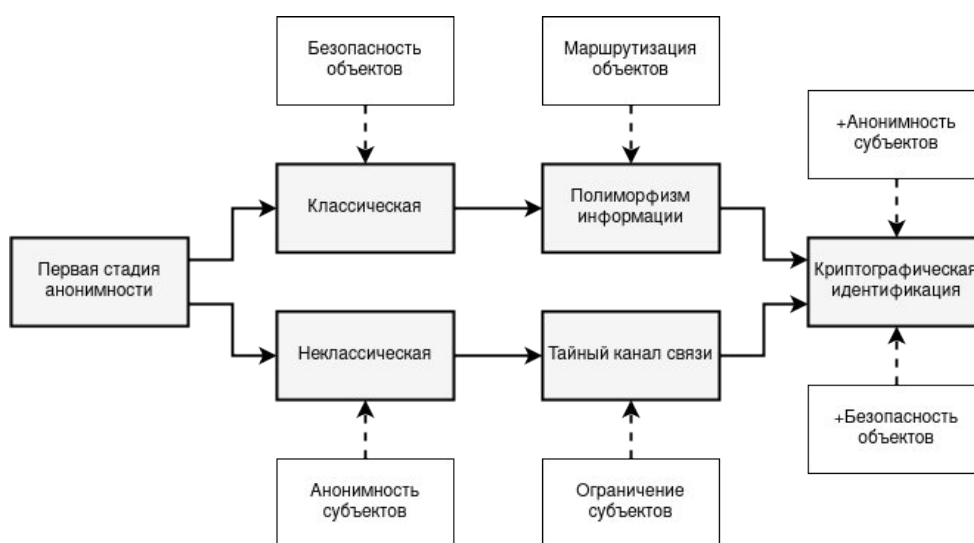 Безопасность
объектов
Маршрутизация
объектов
+Анонимность
субъектов
Классическая
Полиморфизм
информации
Первая стадия
анонимности
Криптографическая
идентификация
Неклассическая
Тайный канал связи
+Безопасность
объектов
Анонимность
субъектов
Ограничение
субъектов